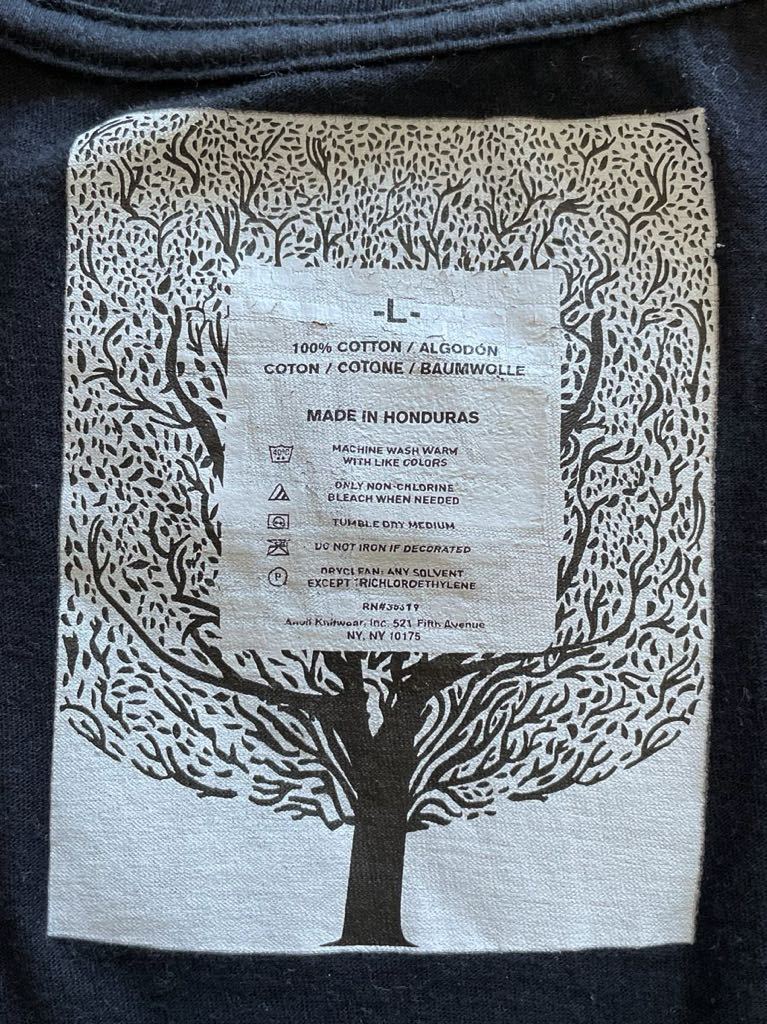 -L-
100% COTTON / ALGODÓN
COTON / COTONE / BAUMWOLLE
MADE IN HONDURAS
40°C
MACHINE WASH WARM
WITH LIKE COLORS
ONLY NON-CHLORINE
BLEACH WHEN NEEDED
TUMBLE DRY MEDIUM
DO NOT IRON IF DECORATED
P
DRYCLEAN: ANY SOLVENT
EXCEPT TRICHLOROETHYLENE
Anvil Knitwear, Inc. 521 Fifth Avenue
NY, NY 10175